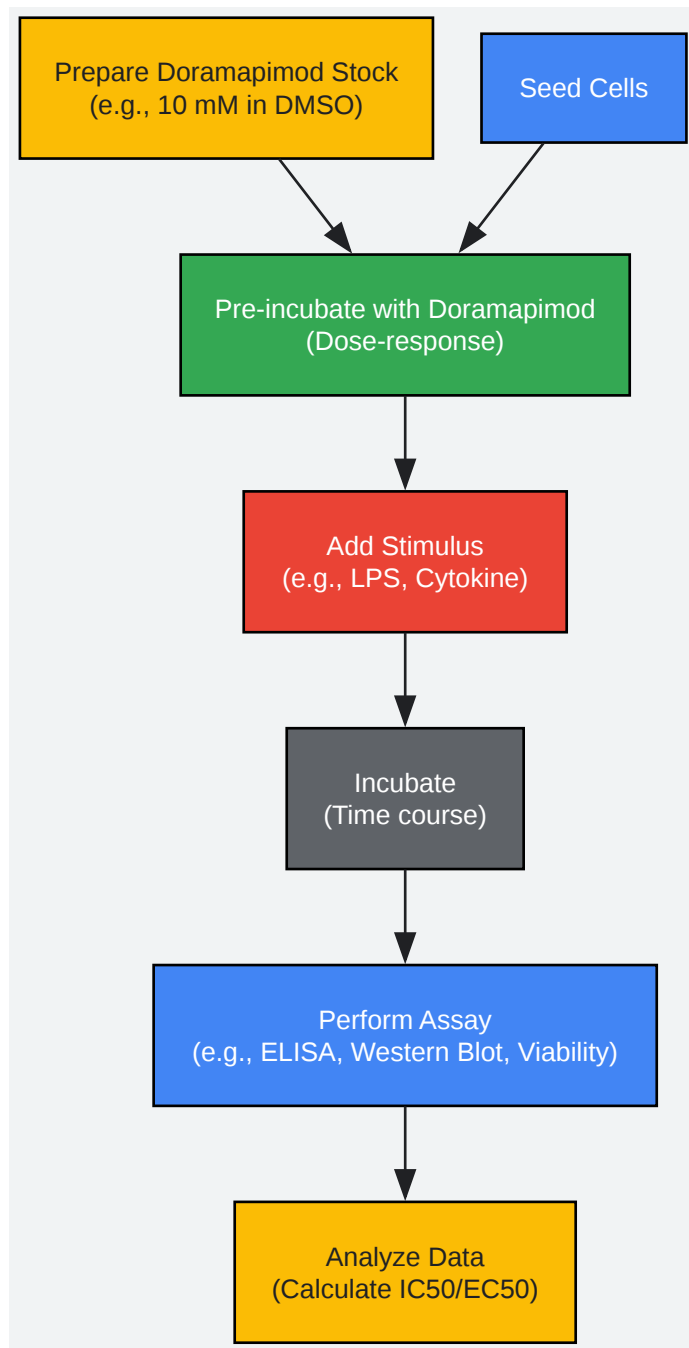 Prepare Doramapimod Stock
(e.g., 10 mM in DMSO)
Seed Cells
Pre-incubate with Doramapimod
(Dose-response)
Add Stimulus
(e.g., LPS, Cytokine)
Incubate
(Time course)
Perform Assay
(e.g., ELISA, Western Blot, Viability)
Analyze Data
(Calculate IC50/EC50)